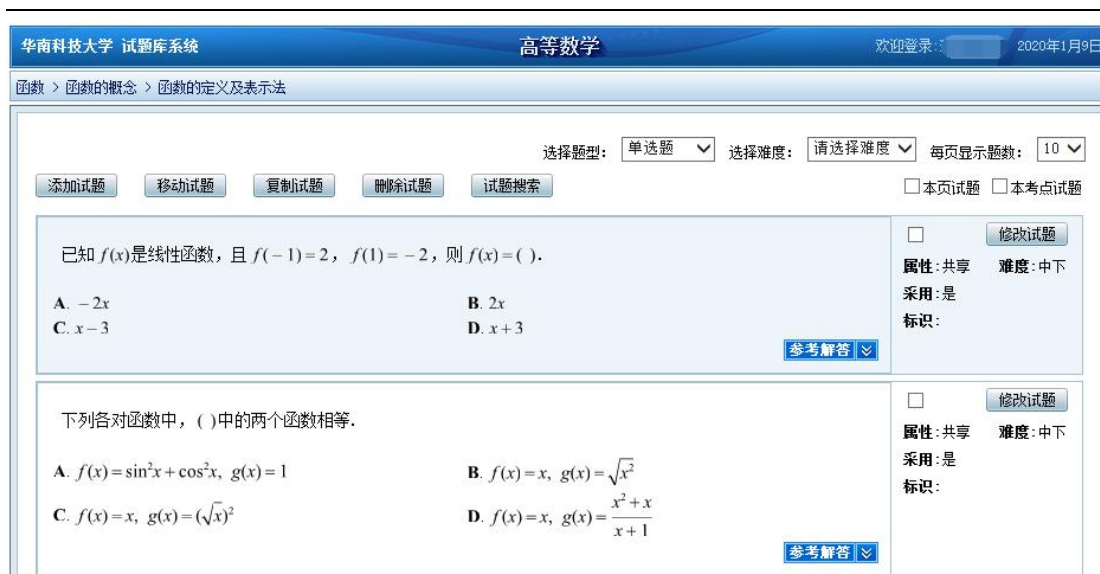 华南科技大学 试题库系统 高等数学 欢迎登录: 2020年1月9日
函数 > 函数的概念 > 函数的定义及表示法
选择题型： 单选题 选择难度： 请选择难度 每页显示题数： 10
添加试题 移动试题 复制试题 删除试题 试题搜索 本页试题 本考点试题
已知 f(x)是线性函数，且 f(－1)=2， f(1)=－2，则 f(x)=( )．
A. －2x B. 2x
C. x－3 D. x+3
参考解答
修改试题
属性:共享 难度:中下
采用:是
标识:
下列各对函数中，( )中的两个函数相等．
A. f(x)=sin²x+cos²x, g(x)=1 B. f(x)=x, g(x)=√x²
C. f(x)=x, g(x)=(√x)² D. f(x)=x, g(x)=(x²+x)/(x+1)
参考解答
修改试题
属性:共享 难度:中下
采用:是
标识: